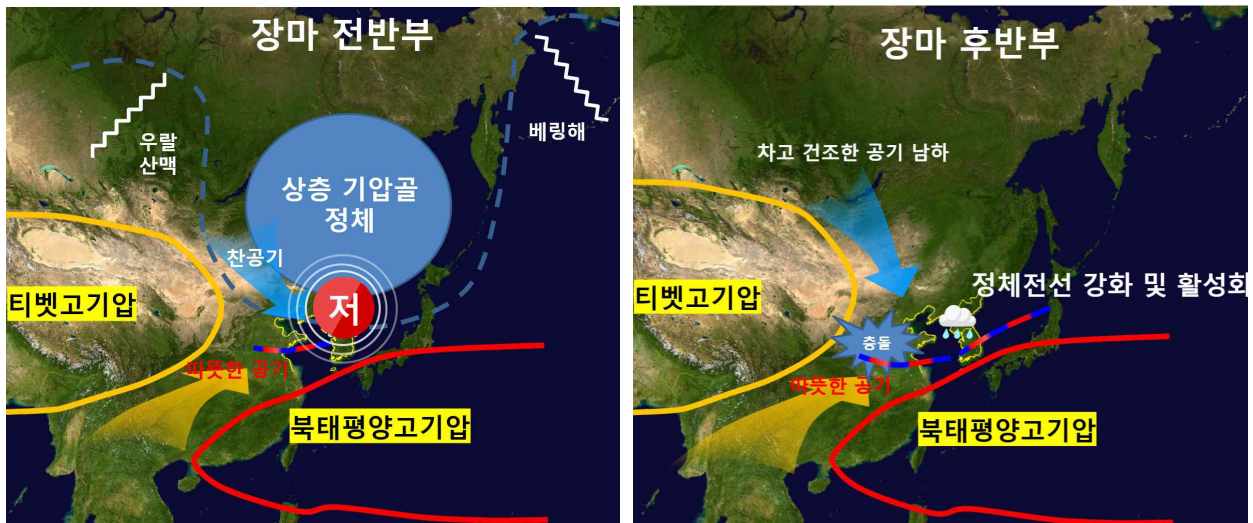 장마 전반부
우랄
산맥
베링해
상층 기압골
정체
찬공기
저
티벳고기압
따뜻한 공기
북태평양고기압
장마 후반부
차고 건조한 공기 남하
정체전선 강화 및 활성화
티벳고기압
충돌
따뜻한 공기
북태평양고기압